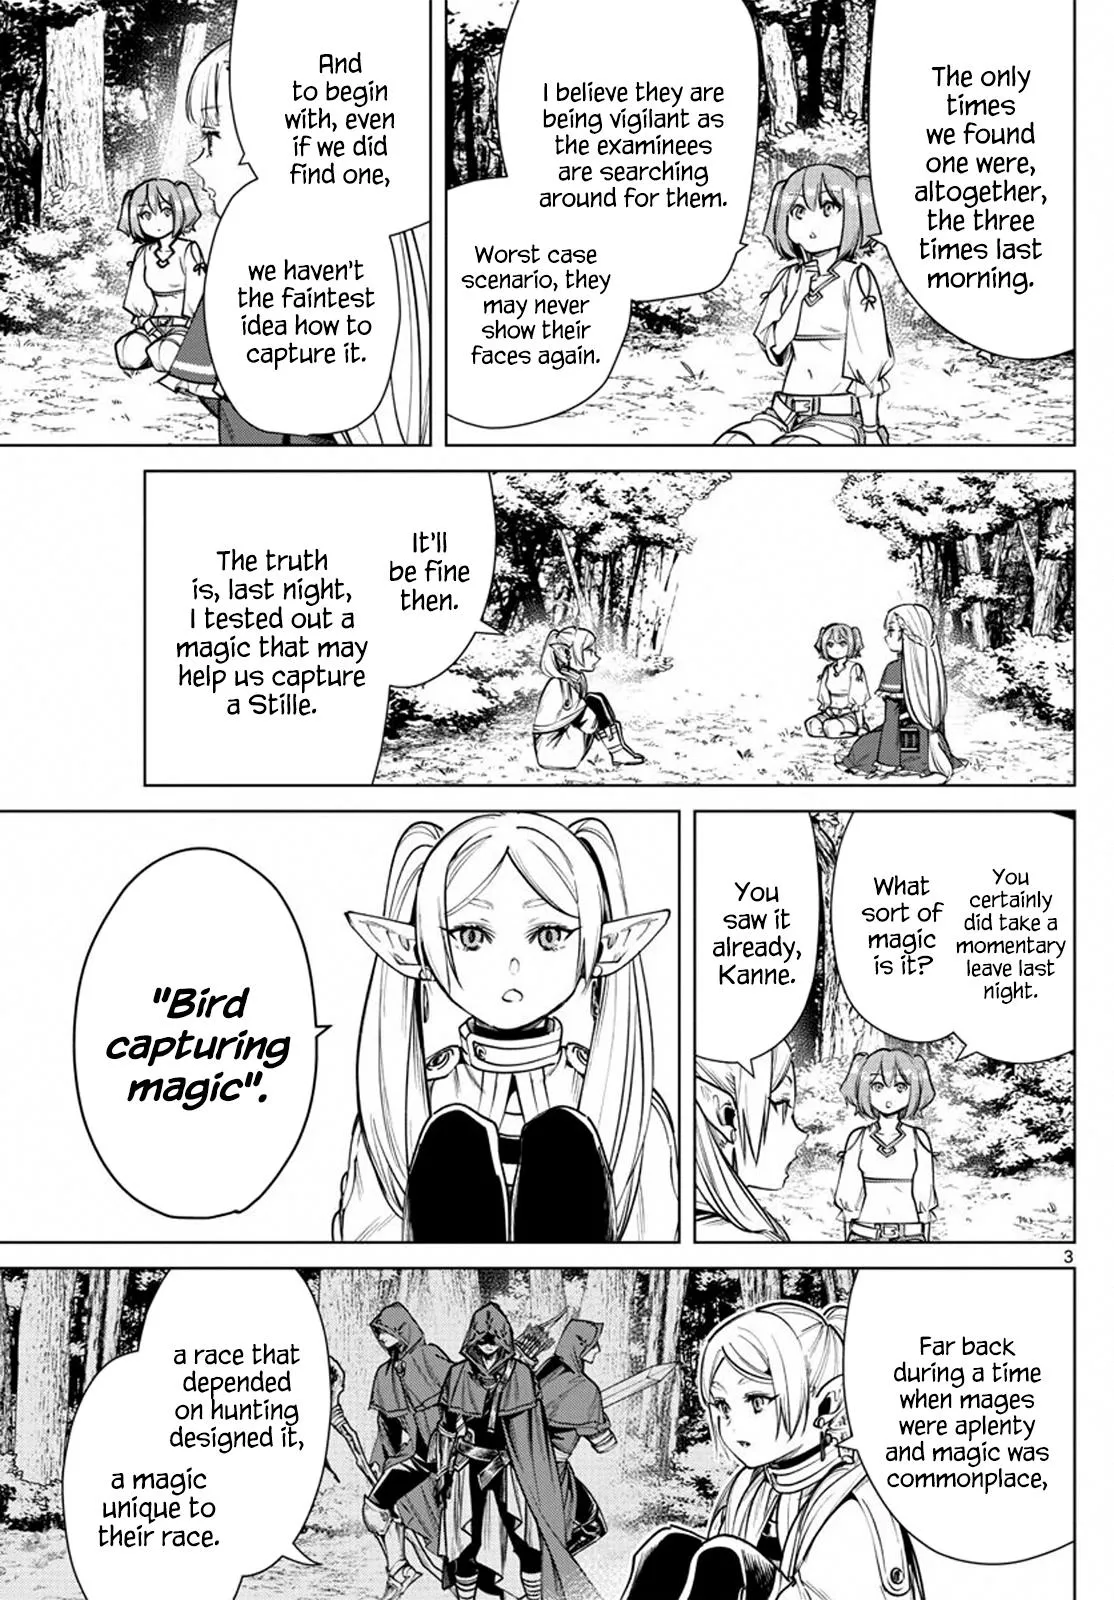 The only
times
we found
one were,
altogether,
the three
times last
morning.
I believe they are
being vigilant as
the examinees
are searching
around for them.
Worst case
scenario, they
may never
show their
faces again.
And
to begin
with, even
if we did
find one,
we haven't
the faintest
idea how to
capture it.
It'll
be fine
then.
The truth
is, last night,
I tested out a
magic that may
help us capture
a Stille.
You
certainly
did take a
momentary
leave last
night.
What
sort of
magic
is it?
You
saw it
already,
Kanne.
"Bird
capturing
magic".
3
Far back
during a time
when mages
were aplenty
and magic was
commonplace,
a race that
depended
on hunting
designed it,
a magic
unique to
their race.